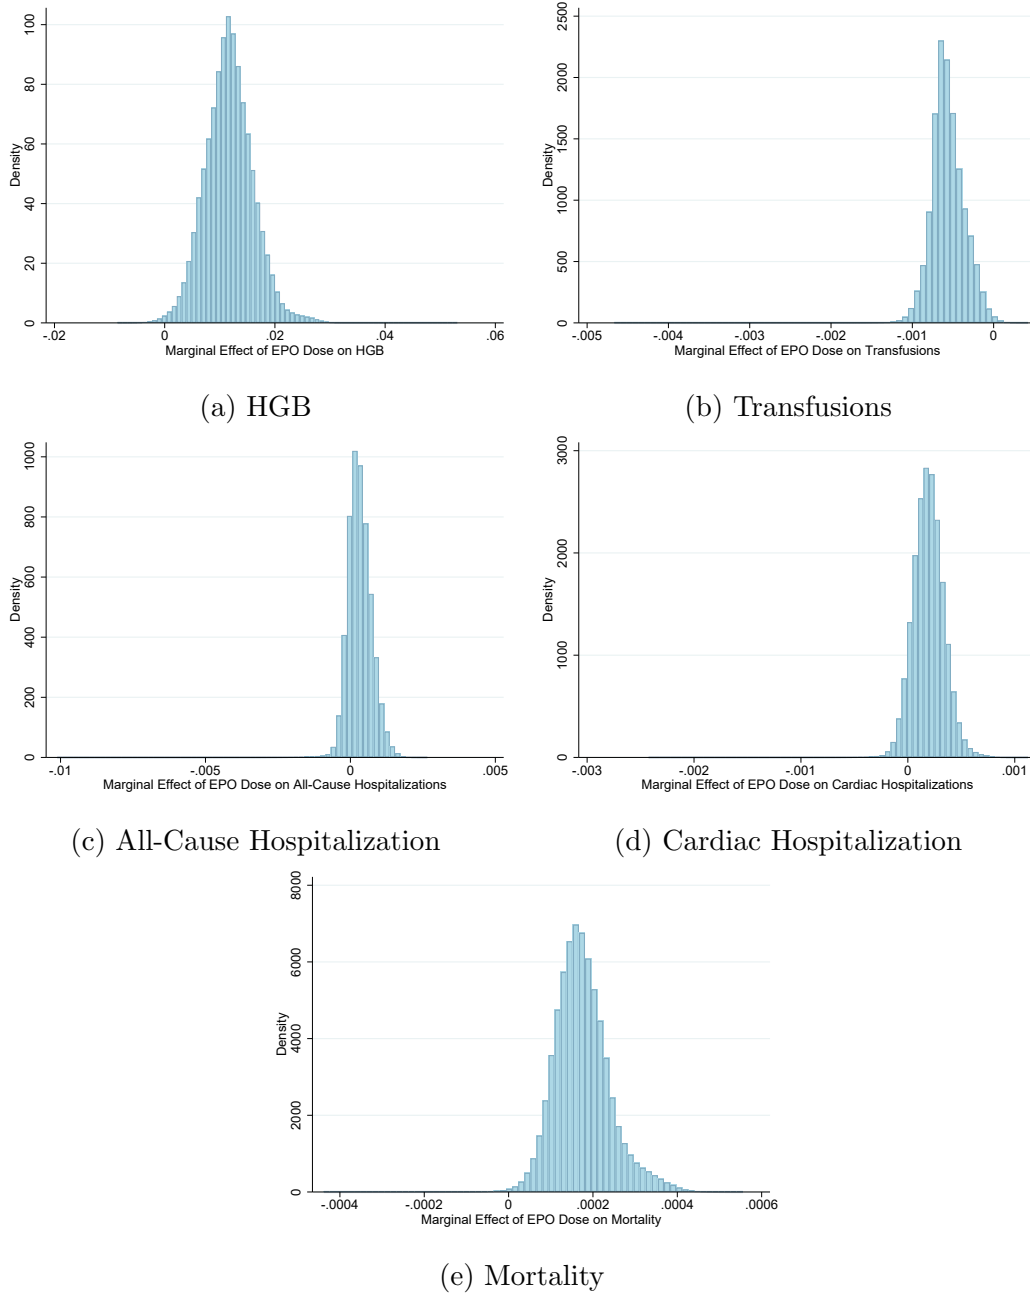 Density
0 20 40 60 80 100
-.02 0 .02 .04 .06
Marginal Effect of EPO Dose on HGB
(a) HGB
Density
0 500 1000 1500 2000 2500
-.005 -.004 -.003 -.002 -.001 0
Marginal Effect of EPO Dose on Transfusions
(b) Transfusions
Density
0 200 400 600 800 1000
-.01 -.005 0 .005
Marginal Effect of EPO Dose on All-Cause Hospitalizations
(c) All-Cause Hospitalization
Density
0 1000 2000 3000
-.003 -.002 -.001 0 .001
Marginal Effect of EPO Dose on Cardiac Hospitalizations
(d) Cardiac Hospitalization
Density
0 2000 4000 6000 8000
-.0004 -.0002 0 .0002 .0004 .0006
Marginal Effect of EPO Dose on Mortality
(e) Mortality